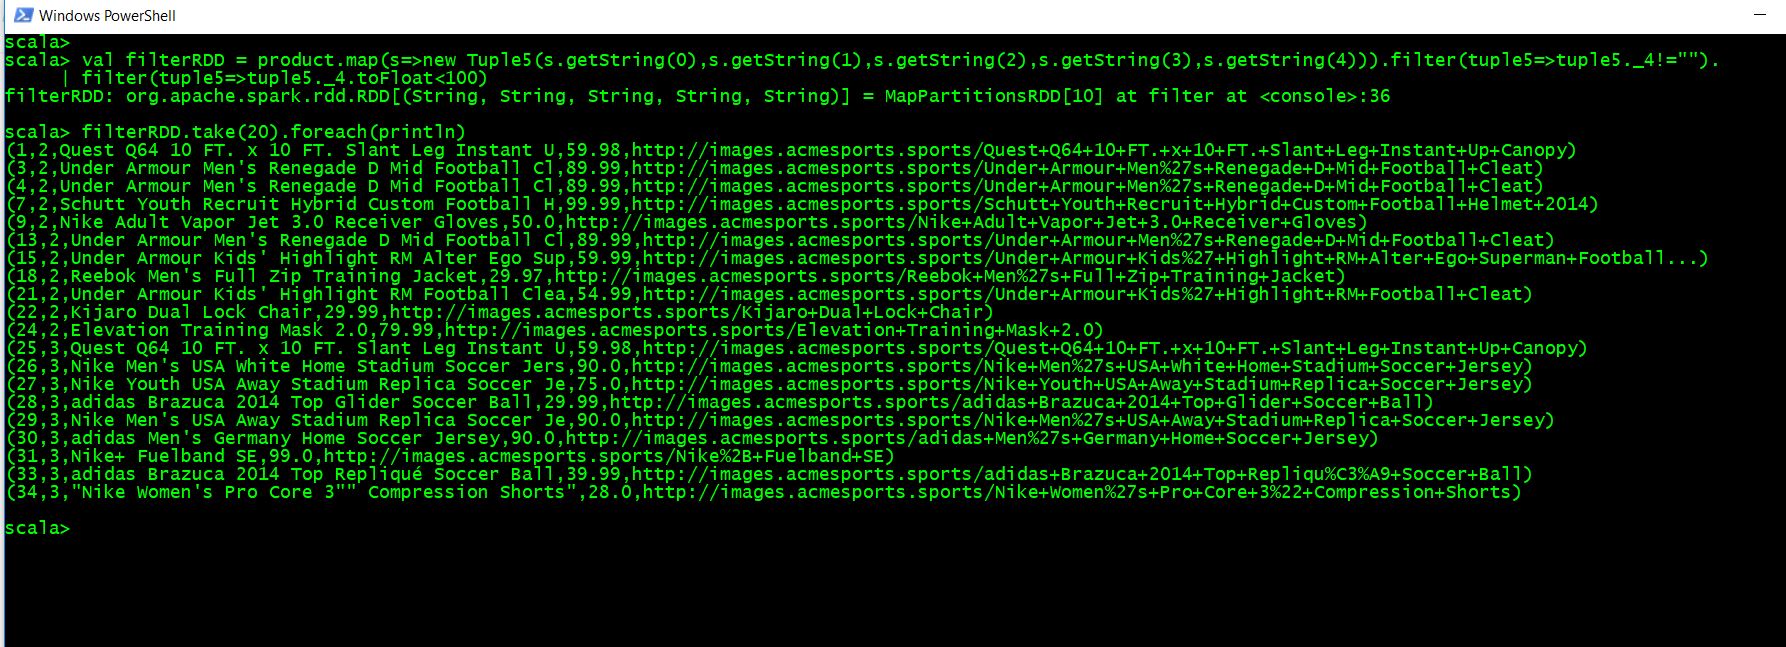 Windows PowerShell
scala>
scala> val filterRDD = product.map(s=>new Tuple5(s.getString(0),s.getString(1),s.getString(2),s.getString(3),s.getString(4))).filter(tuple5=>tuple5._4!="").
| filter(tuple5=>tuple5._4.toFloat<100)
filterRDD: org.apache.spark.rdd.RDD[(String, String, String, String, String)] = MapPartitionsRDD[10] at filter at <console>:36
scala> filterRDD.take(20).foreach(println)
(1,2,Quest Q64 10 FT. x 10 FT. Slant Leg Instant U,59.98,http://images.acmesports.sports/Quest+Q64+10+FT.+x+10+FT.+Slant+Leg+Instant+Up+Canopy)
(3,2,Under Armour Men's Renegade D Mid Football Cl,89.99,http://images.acmesports.sports/Under+Armour+Men%27s+Renegade+D+Mid+Football+Cleat)
(4,2,Under Armour Men's Renegade D Mid Football Cl,89.99,http://images.acmesports.sports/Under+Armour+Men%27s+Renegade+D+Mid+Football+Cleat)
(7,2,Schutt Youth Recruit Hybrid Custom Football H,99.99,http://images.acmesports.sports/Schutt+Youth+Recruit+Hybrid+Custom+Football+Helmet+2014)
(9,2,Nike Adult Vapor Jet 3.0 Receiver Gloves,50.0,http://images.acmesports.sports/Nike+Adult+Vapor+Jet+3.0+Receiver+Gloves)
(13,2,Under Armour Men's Renegade D Mid Football Cl,89.99,http://images.acmesports.sports/Under+Armour+Men%27s+Renegade+D+Mid+Football+Cleat)
(15,2,Under Armour Kids' Highlight RM Alter Ego Sup,59.99,http://images.acmesports.sports/Under+Armour+Kids%27+Highlight+RM+Alter+Ego+Superman+Football...)
(18,2,Reebok Men's Full Zip Training Jacket,29.97,http://images.acmesports.sports/Reebok+Men%27s+Full+Zip+Training+Jacket)
(21,2,Under Armour Kids' Highlight RM Football Clea,54.99,http://images.acmesports.sports/Under+Armour+Kids%27+Highlight+RM+Football+Cleat)
(22,2,Kijaro Dual Lock Chair,29.99,http://images.acmesports.sports/Kijaro+Dual+Lock+Chair)
(24,2,Elevation Training Mask 2.0,79.99,http://images.acmesports.sports/Elevation+Training+Mask+2.0)
(25,3,Quest Q64 10 FT. x 10 FT. Slant Leg Instant U,59.98,http://images.acmesports.sports/Quest+Q64+10+FT.+x+10+FT.+Slant+Leg+Instant+Up+Canopy)
(26,3,Nike Men's USA White Home Stadium Soccer Jers,90.0,http://images.acmesports.sports/Nike+Men%27s+USA+White+Home+Stadium+Soccer+Jersey)
(27,3,Nike Youth USA Away Stadium Replica Soccer Je,75.0,http://images.acmesports.sports/Nike+Youth+USA+Away+Stadium+Replica+Soccer+Jersey)
(28,3,adidas Brazuca 2014 Top Glider Soccer Ball,29.99,http://images.acmesports.sports/adidas+Brazuca+2014+Top+Glider+Soccer+Ball)
(29,3,Nike Men's USA Away Stadium Replica Soccer Je,90.0,http://images.acmesports.sports/Nike+Men%27s+USA+Away+Stadium+Replica+Soccer+Jersey)
(30,3,adidas Men's Germany Home Soccer Jersey,90.0,http://images.acmesports.sports/adidas+Men%27s+Germany+Home+Soccer+Jersey)
(31,3,Nike+ Fuelband SE,99.0,http://images.acmesports.sports/Nike%2B+Fuelband+SE)
(33,3,adidas Brazuca 2014 Top Repliqué Soccer Ball,39.99,http://images.acmesports.sports/adidas+Brazuca+2014+Top+Repliqu%C3%A9+Soccer+Ball)
(34,3,"Nike Women's Pro Core 3"" Compression Shorts",28.0,http://images.acmesports.sports/Nike+Women%27s+Pro+Core+3%22+Compression+Shorts)
scala>